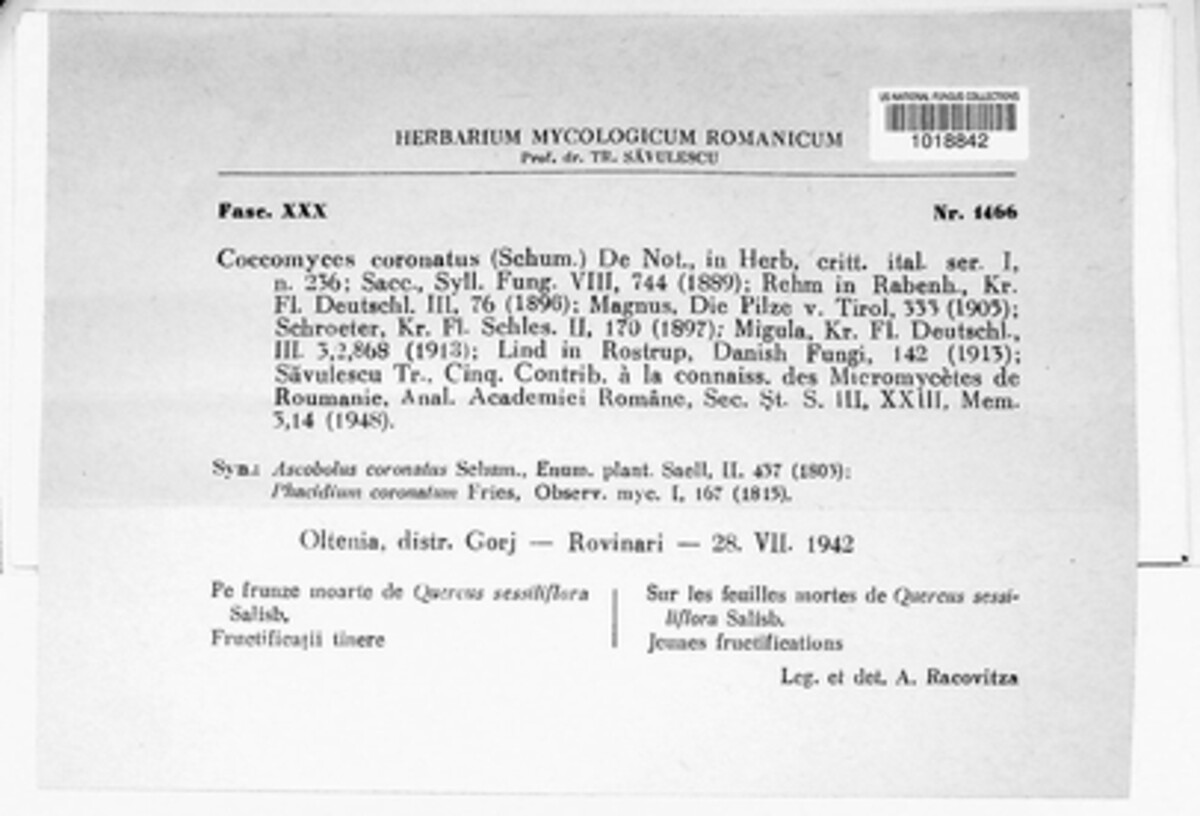 US NATIONAL FUNGUS COLLECTIONS
1018842
HERBARIUM MYCOLOGICUM ROMANICUM
Prof. dr. TR. SĂVULESCU
Fasc. XXX
Nr. 1466
Coccomyces coronatus (Schum.) De Not., in Herb. critt. ital. ser. I,
n. 236; Sacc., Syll. Fung. VIII, 744 (1889); Rehm in Rabenh., Kr.
Fl. Deutschl. III, 76 (1896); Magnus, Die Pilze v. Tirol, 333 (1905);
Schroeter, Kr. Fl. Schles. II, 170 (1897); Migula, Kr. Fl. Deutschl.,
III. 3,2,868 (1913); Lind in Rostrup, Danish Fungi, 142 (1913);
Săvulescu Tr., Cinq. Contrib. à la connaiss. des Micromycètes de
Roumanie, Anal. Academiei Române, Sec. Șt. S. III, XXIII, Mem.
3,14 (1948).
Syn.: Ascobolus coronatus Schum., Enum. plant. Saell, II. 437 (1803);
Phacidium coronatum Fries, Observ. myc. I, 167 (1815).
Oltenia, distr. Gorj — Rovinari — 28. VII. 1942
Pe frunze moarte de Quercus sessiliflora
Salisb.
Fructificații tinere
Sur les feuilles mortes de Quercus sessi-
liflora Salisb.
Jeunes fructifications
Leg. et det. A. Racovitza